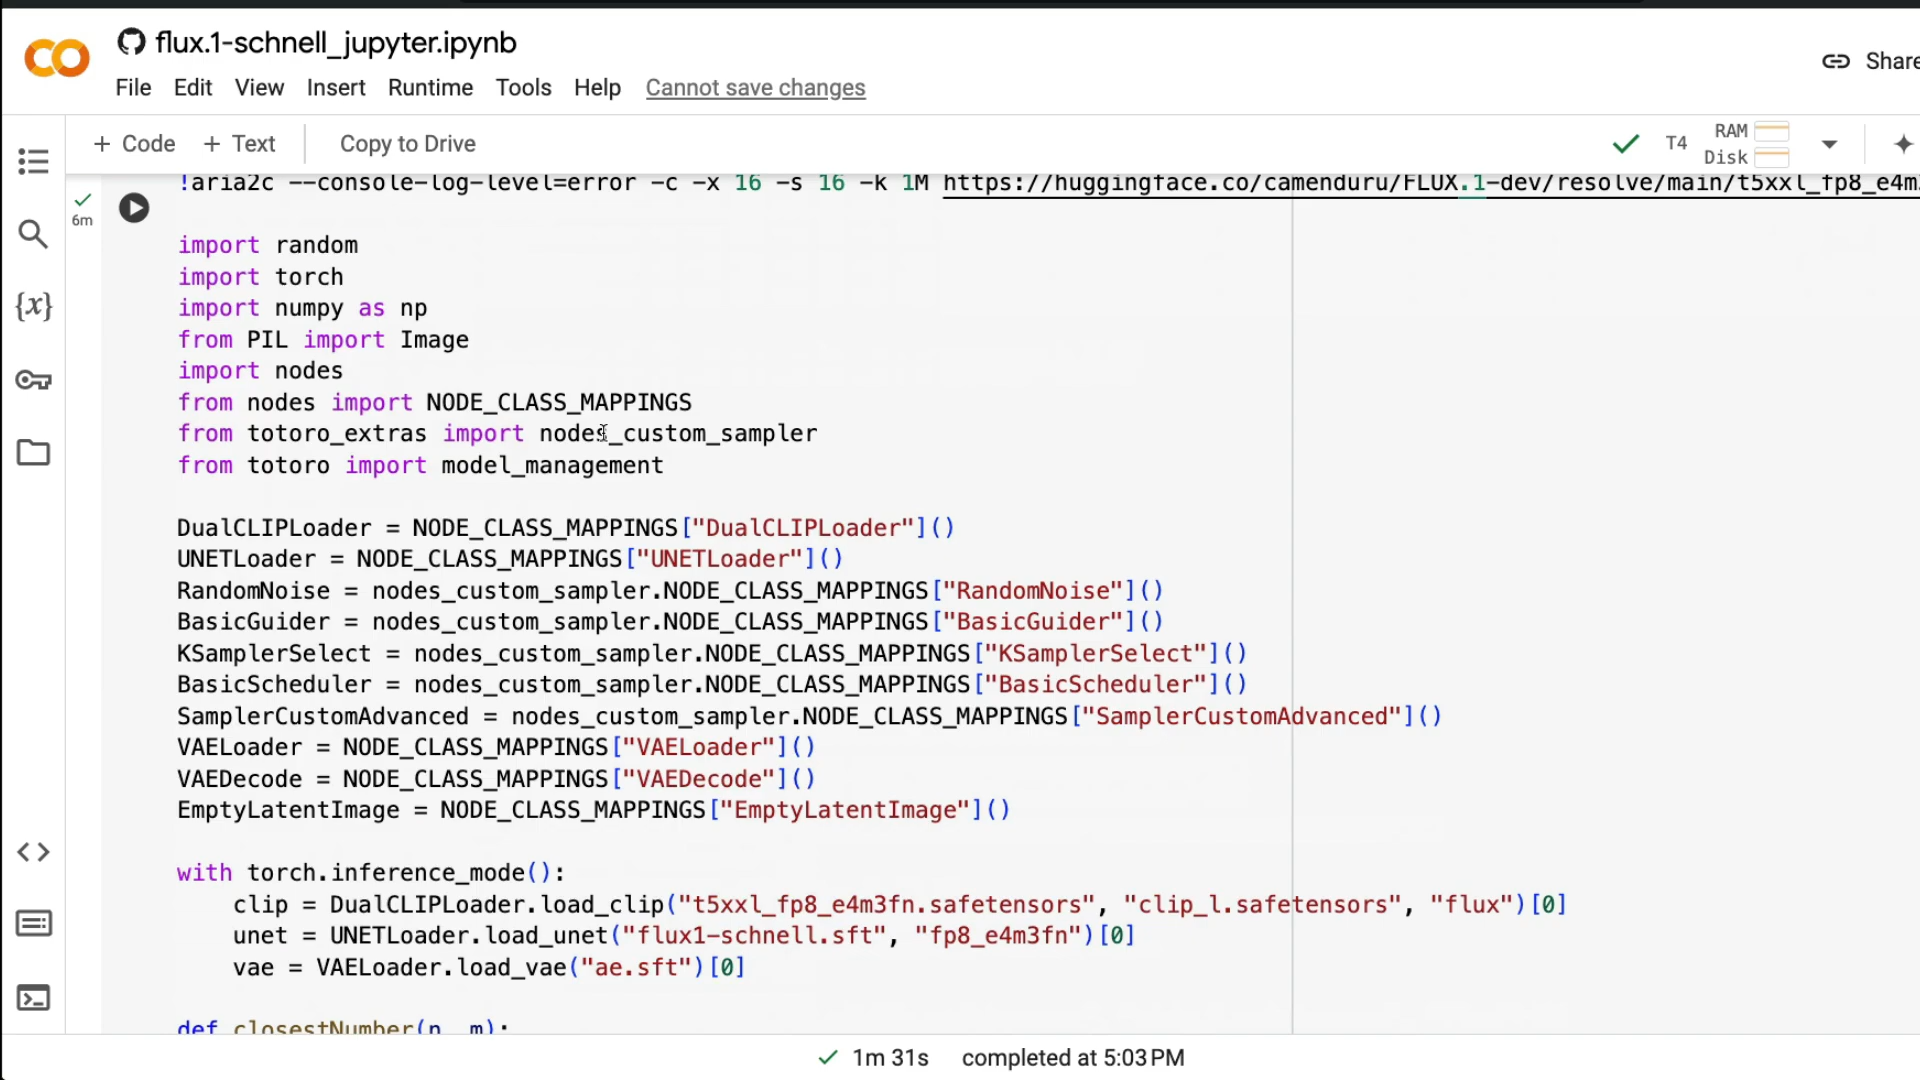 flux.1-schnell_jupyter.ipynb
File Edit View Insert Runtime Tools Help Cannot save changes
Share
+ Code + Text Copy to Drive
T4 RAM
Disk
!aria2c --console-log-level=error -c -x 16 -s 16 -k 1M https://huggingface.co/camenduru/FLUX.1-dev/resolve/main/t5xxl_fp8_e4m
6m
import random
import torch
import numpy as np
from PIL import Image
import nodes
from nodes import NODE_CLASS_MAPPINGS
from totoro_extras import nodes_custom_sampler
from totoro import model_management
DualCLIPLoader = NODE_CLASS_MAPPINGS["DualCLIPLoader"]()
UNETLoader = NODE_CLASS_MAPPINGS["UNETLoader"]()
RandomNoise = nodes_custom_sampler.NODE_CLASS_MAPPINGS["RandomNoise"]()
BasicGuider = nodes_custom_sampler.NODE_CLASS_MAPPINGS["BasicGuider"]()
KSamplerSelect = nodes_custom_sampler.NODE_CLASS_MAPPINGS["KSamplerSelect"]()
BasicScheduler = nodes_custom_sampler.NODE_CLASS_MAPPINGS["BasicScheduler"]()
SamplerCustomAdvanced = nodes_custom_sampler.NODE_CLASS_MAPPINGS["SamplerCustomAdvanced"]()
VAELoader = NODE_CLASS_MAPPINGS["VAELoader"]()
VAEDecode = NODE_CLASS_MAPPINGS["VAEDecode"]()
EmptyLatentImage = NODE_CLASS_MAPPINGS["EmptyLatentImage"]()
with torch.inference_mode():
    clip = DualCLIPLoader.load_clip("t5xxl_fp8_e4m3fn.safetensors", "clip_l.safetensors", "flux")[0]
    unet = UNETLoader.load_unet("flux1-schnell.sft", "fp8_e4m3fn")[0]
    vae = VAELoader.load_vae("ae.sft")[0]
def closestNumber(n, m):
1m 31s completed at 5:03 PM